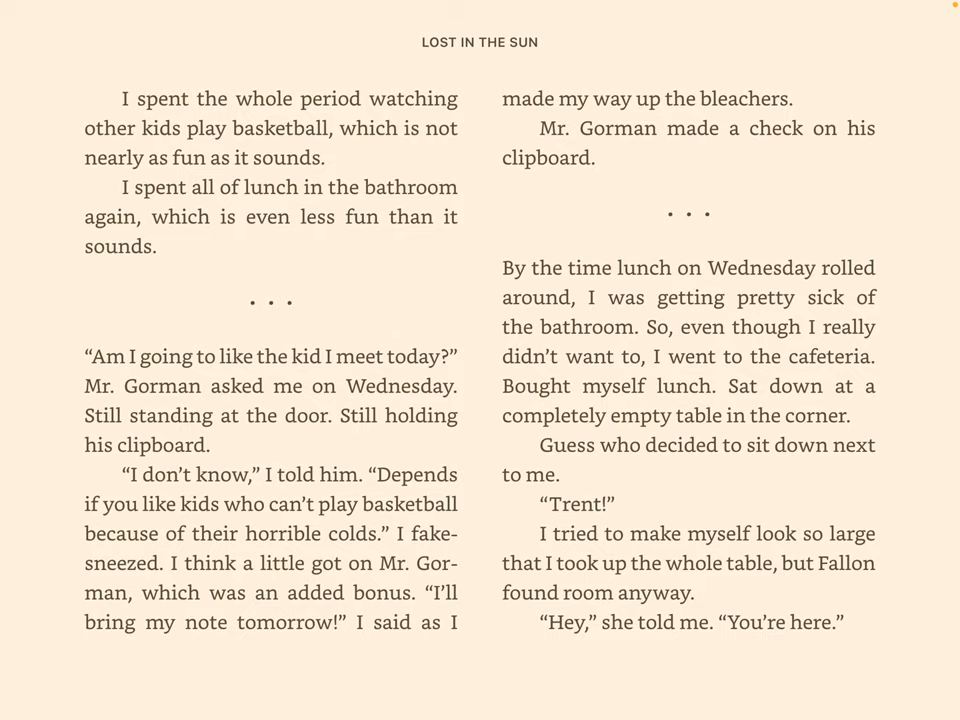 LOST IN THE SUN
I spent the whole period watching
other kids play basketball, which is not
nearly as fun as it sounds.
I spent all of lunch in the bathroom
again, which is even less fun than it
sounds.
• • •
“Am I going to like the kid I meet today?”
Mr. Gorman asked me on Wednesday.
Still standing at the door. Still holding
his clipboard.
“I don’t know,” I told him. “Depends
if you like kids who can’t play basketball
because of their horrible colds.” I fake-
sneezed. I think a little got on Mr. Gor-
man, which was an added bonus. “I’ll
bring my note tomorrow!” I said as I
made my way up the bleachers.
Mr. Gorman made a check on his
clipboard.
• • •
By the time lunch on Wednesday rolled
around, I was getting pretty sick of
the bathroom. So, even though I really
didn’t want to, I went to the cafeteria.
Bought myself lunch. Sat down at a
completely empty table in the corner.
Guess who decided to sit down next
to me.
“Trent!”
I tried to make myself look so large
that I took up the whole table, but Fallon
found room anyway.
“Hey,” she told me. “You’re here.”